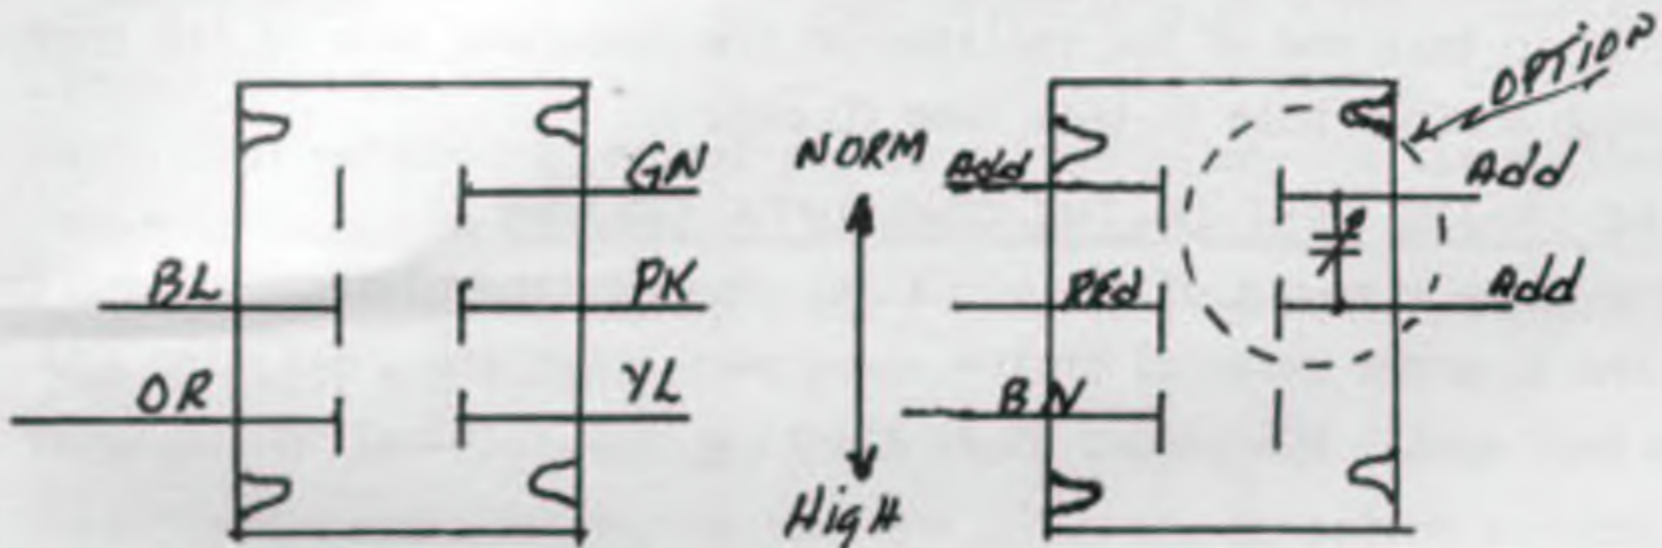 OPTION
GN
NORM
Add
Add
BL
PK
RED
Add
OR
YL
BN
HigH